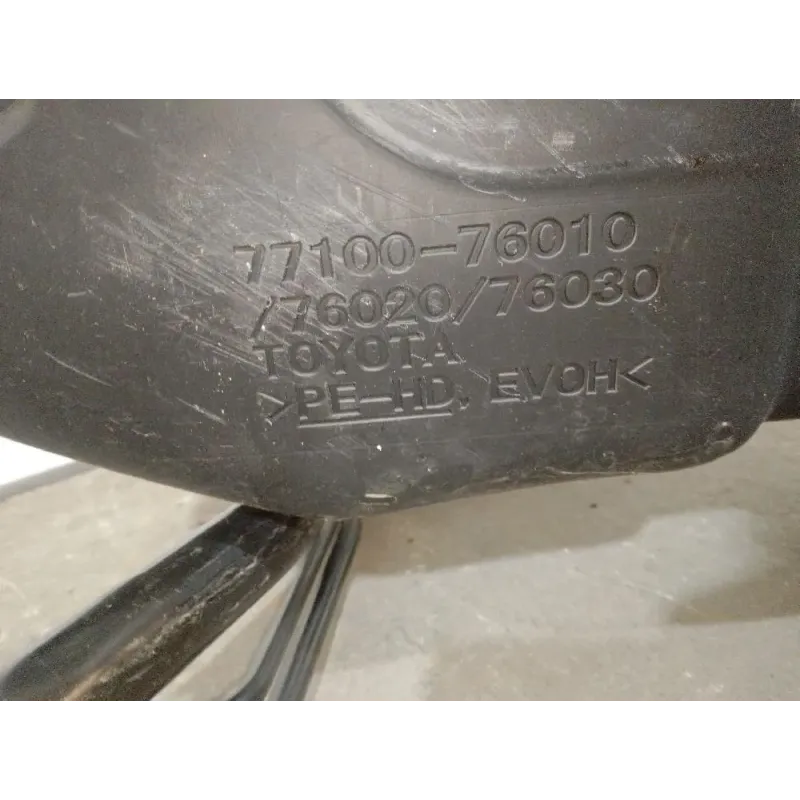 77100-76010
/76020/76030
TOYOTA
>PE-HD, EVOH<